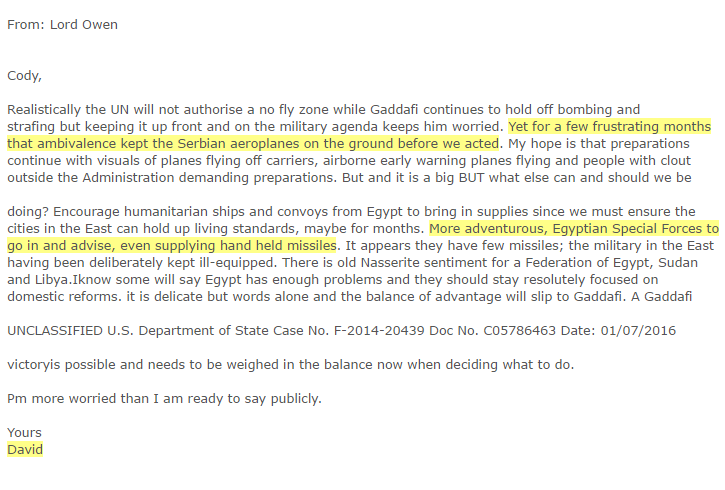 From: Lord Owen
Cody,
Realistically the UN will not authorise a no fly zone while Gaddafi continues to hold off bombing and
strafing but keeping it up front and on the military agenda keeps him worried. Yet for a few frustrating months
that ambivalence kept the Serbian aeroplanes on the ground before we acted. My hope is that preparations
continue with visuals of planes flying off carriers, airborne early warning planes flying and people with clout
outside the Administration demanding preparations. But and it is a big BUT what else can and should we be
doing? Encourage humanitarian ships and convoys from Egypt to bring in supplies since we must ensure the
cities in the East can hold up living standards, maybe for months. More adventurous, Egyptian Special Forces to
go in and advise, even supplying hand held missiles. It appears they have few missiles; the military in the East
having been deliberately kept ill-equipped. There is old Nasserite sentiment for a Federation of Egypt, Sudan
and Libya.Iknow some will say Egypt has enough problems and they should stay resolutely focused on
domestic reforms. it is delicate but words alone and the balance of advantage will slip to Gaddafi. A Gaddafi
UNCLASSIFIED U.S. Department of State Case No. F-2014-20439 Doc No. C05786463 Date: 01/07/2016
victoryis possible and needs to be weighed in the balance now when deciding what to do.
Pm more worried than I am ready to say publicly.
Yours
David